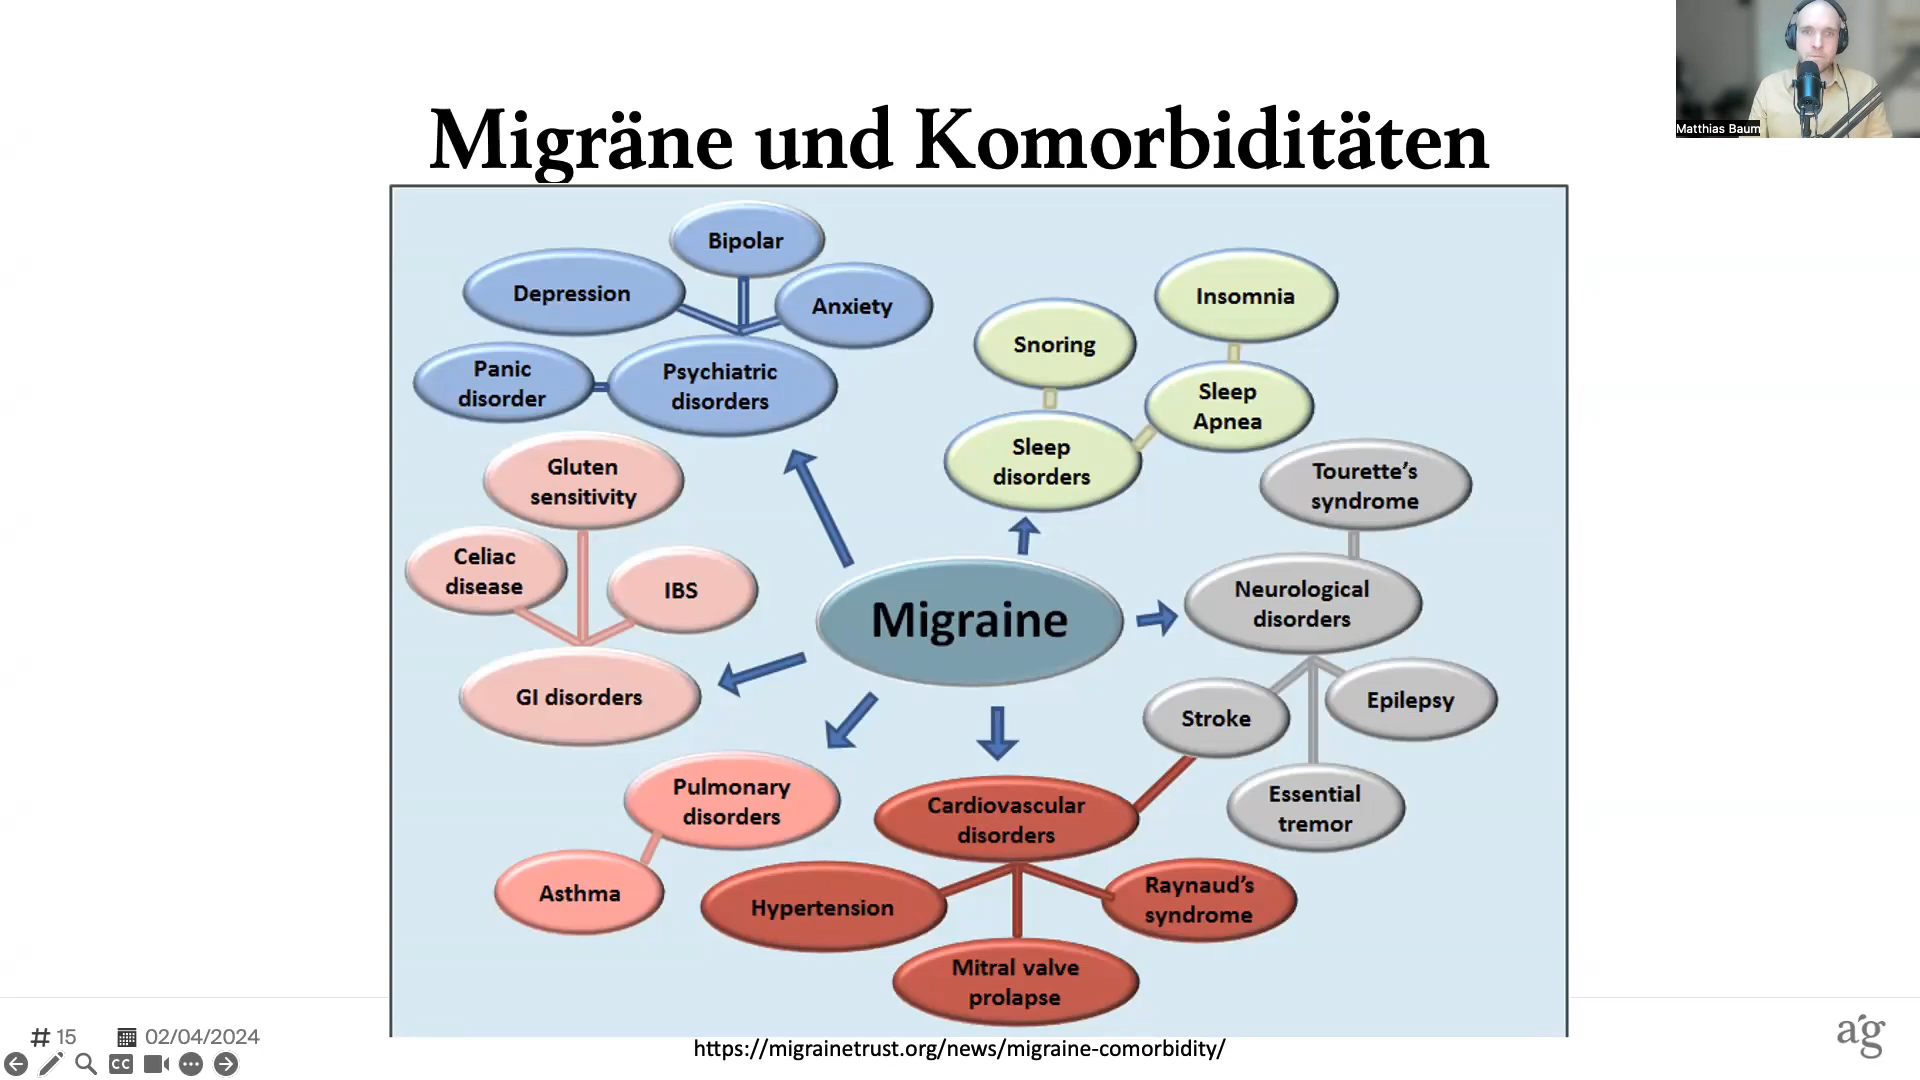 Matthias Baum
Migräne und Komorbiditäten
Bipolar
Depression
Anxiety
Panic
disorder
Psychiatric
disorders
Insomnia
Snoring
Sleep
Apnea
Sleep
disorders
Gluten
sensitivity
Celiac
disease
IBS
GI disorders
Migraine
Tourette’s
syndrome
Neurological
disorders
Stroke
Epilepsy
Essential
tremor
Pulmonary
disorders
Asthma
Cardiovascular
disorders
Hypertension
Raynaud’s
syndrome
Mitral valve
prolapse
# 15 02/04/2024
CC
https://migrainetrust.org/news/migraine-comorbidity/
a'g